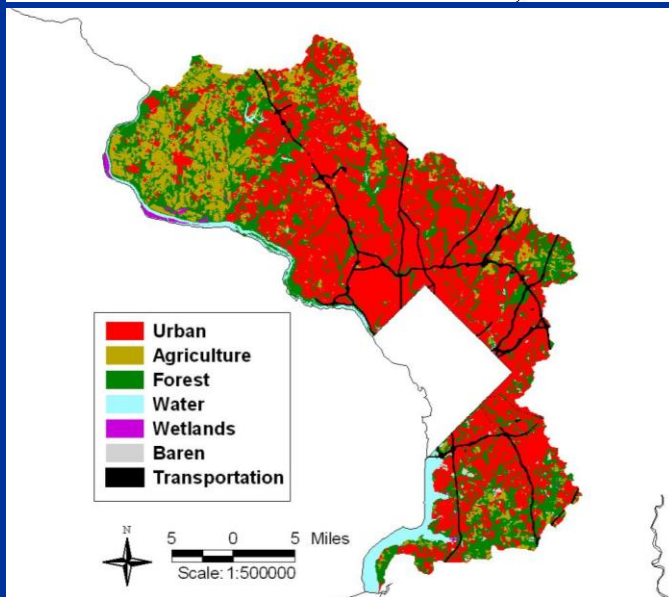 Urban
Agriculture
Forest
Water
Wetlands
Baren
Transportation
N
5 0 5 Miles
Scale: 1:500000